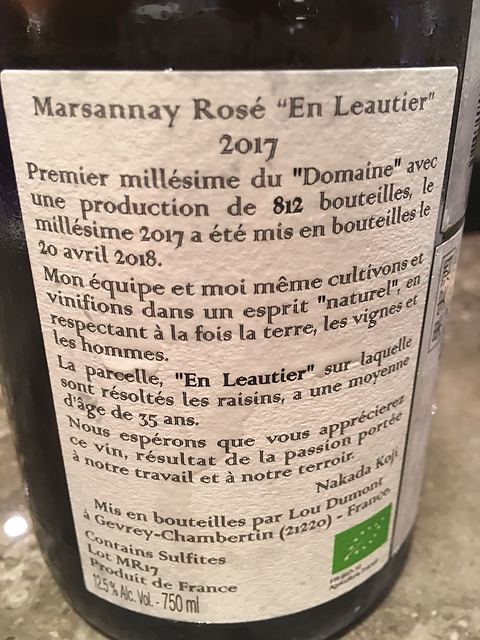 Marsannay Rosé "En Leautier"
2017
Premier millésime du "Domaine" avec
une production de 812 bouteilles, le
millésime 2017 a été mis en bouteilles le
20 avril 2018.
Mon équipe et moi même cultivons et
vinifions dans un esprit "naturel", en
respectant à la fois la terre, les vignes et
les hommes.
La parcelle, "En Leautier" sur laquelle
sont résoltés les raisins, a une moyenne
d'âge de 35 ans.
Nous espérons que vous apprécierez
ce vin, résultat de la passion portée
à notre travail et à notre terroir.
Nakada Koji
Mis en bouteilles par Lou Dumont
à Gevrey-Chambertin (21220) - France
Contains Sulfites
Lot MR17
Produit de France
12.5% Alc. Vol. - 750 ml
FR-BIO-10
Agriculture France